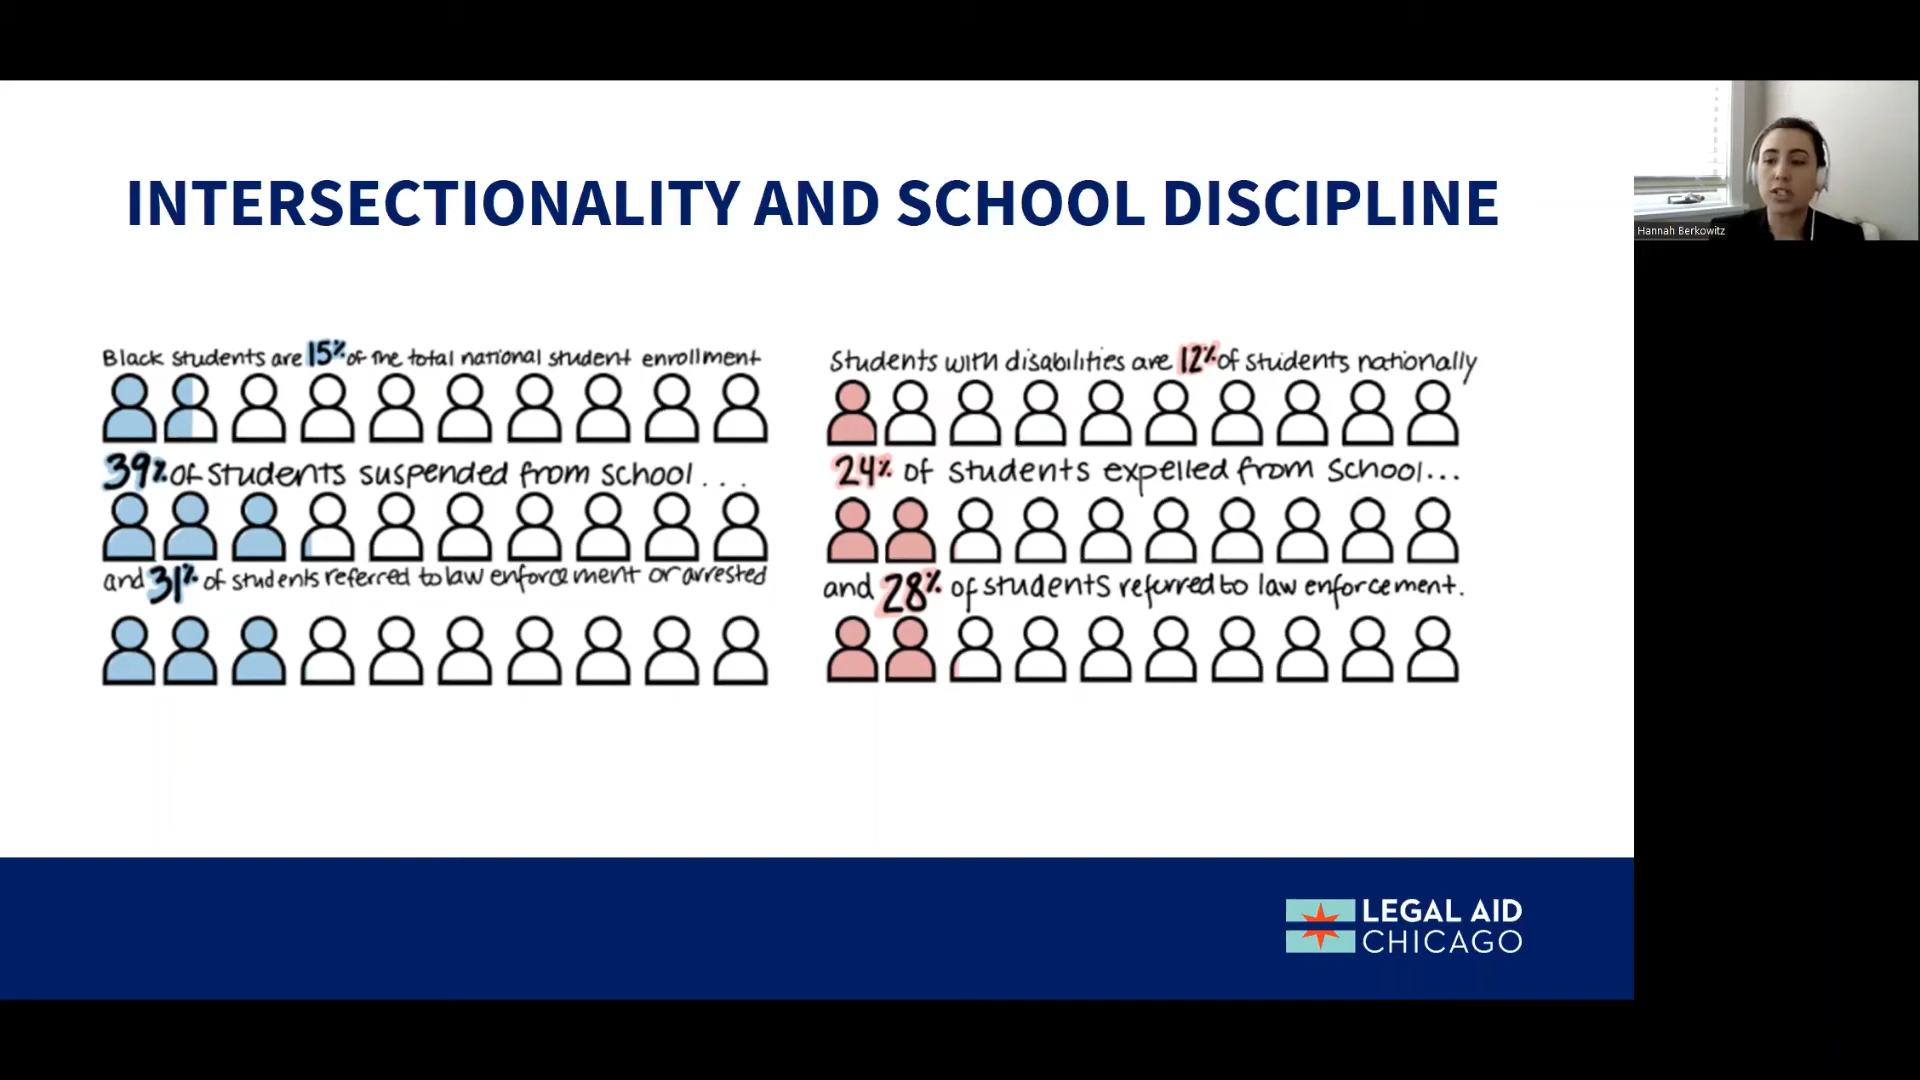 INTERSECTIONALITY AND SCHOOL DISCIPLINE
Hannah Berkowitz
Black students are 15% of the total national student enrollment
39% of students suspended from school . . .
and 31% of students referred to law enforcement or arrested
Students with disabilities are 12% of students nationally
24% of students expelled from school...
and 28% of students referred to law enforcement.
LEGAL AID
CHICAGO